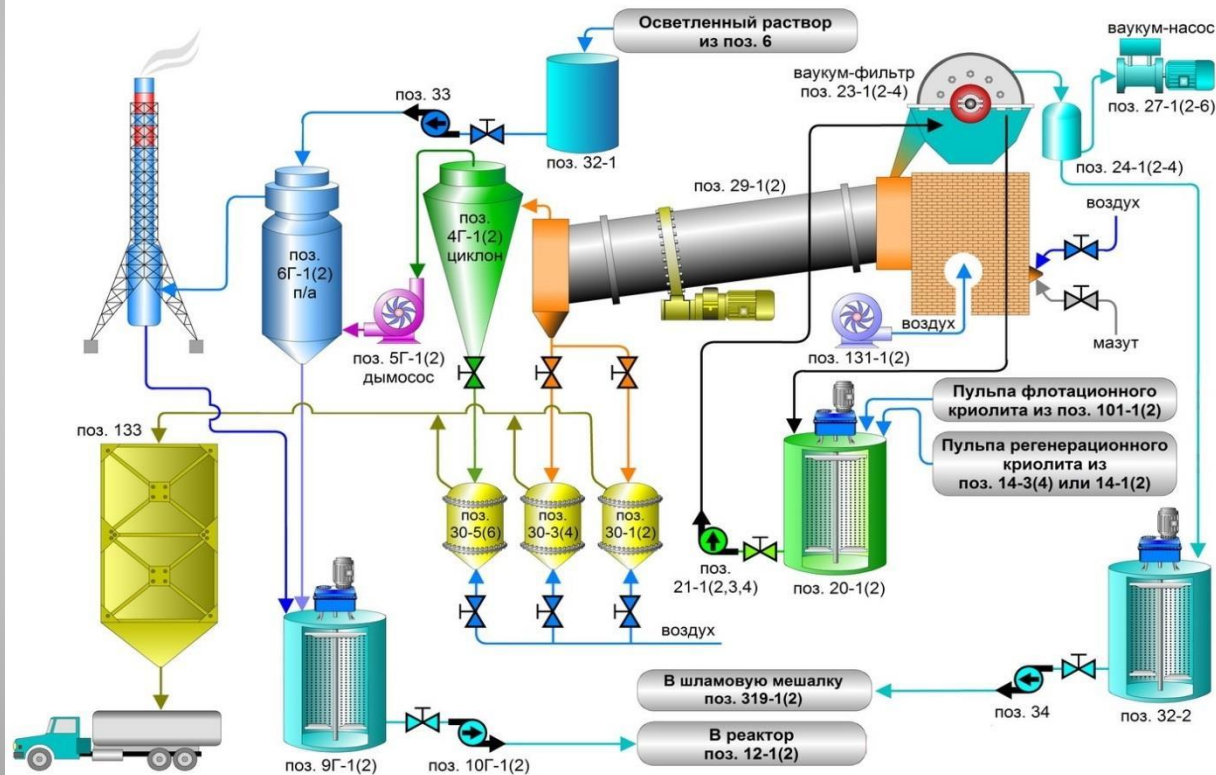 Осветленный раствор
из поз. 6
поз. 33
поз. 32-1
ваукум-фильтр
поз. 23-1(2-4)
ваукум-насос
поз. 27-1(2-6)
поз. 24-1(2-4)
поз. 29-1(2)
воздух
мазут
воздух
поз. 131-1(2)
поз.
4Г-1(2)
циклон
поз.
6Г-1(2)
п/а
поз. 5Г-1(2)
дымосос
Пульпа флотационного
криолита из поз. 101-1(2)
Пульпа регенерационного
криолита из
поз. 14-3(4) или 14-1(2)
поз. 133
поз.
30-5(6)
поз.
30-3(4)
поз.
30-1(2)
поз.
21-1(2,3,4)
поз. 20-1(2)
воздух
В шламовую мешалку
поз. 319-1(2)
поз. 34
поз. 32-2
В реактор
поз. 12-1(2)
поз. 9Г-1(2)
поз. 10Г-1(2)